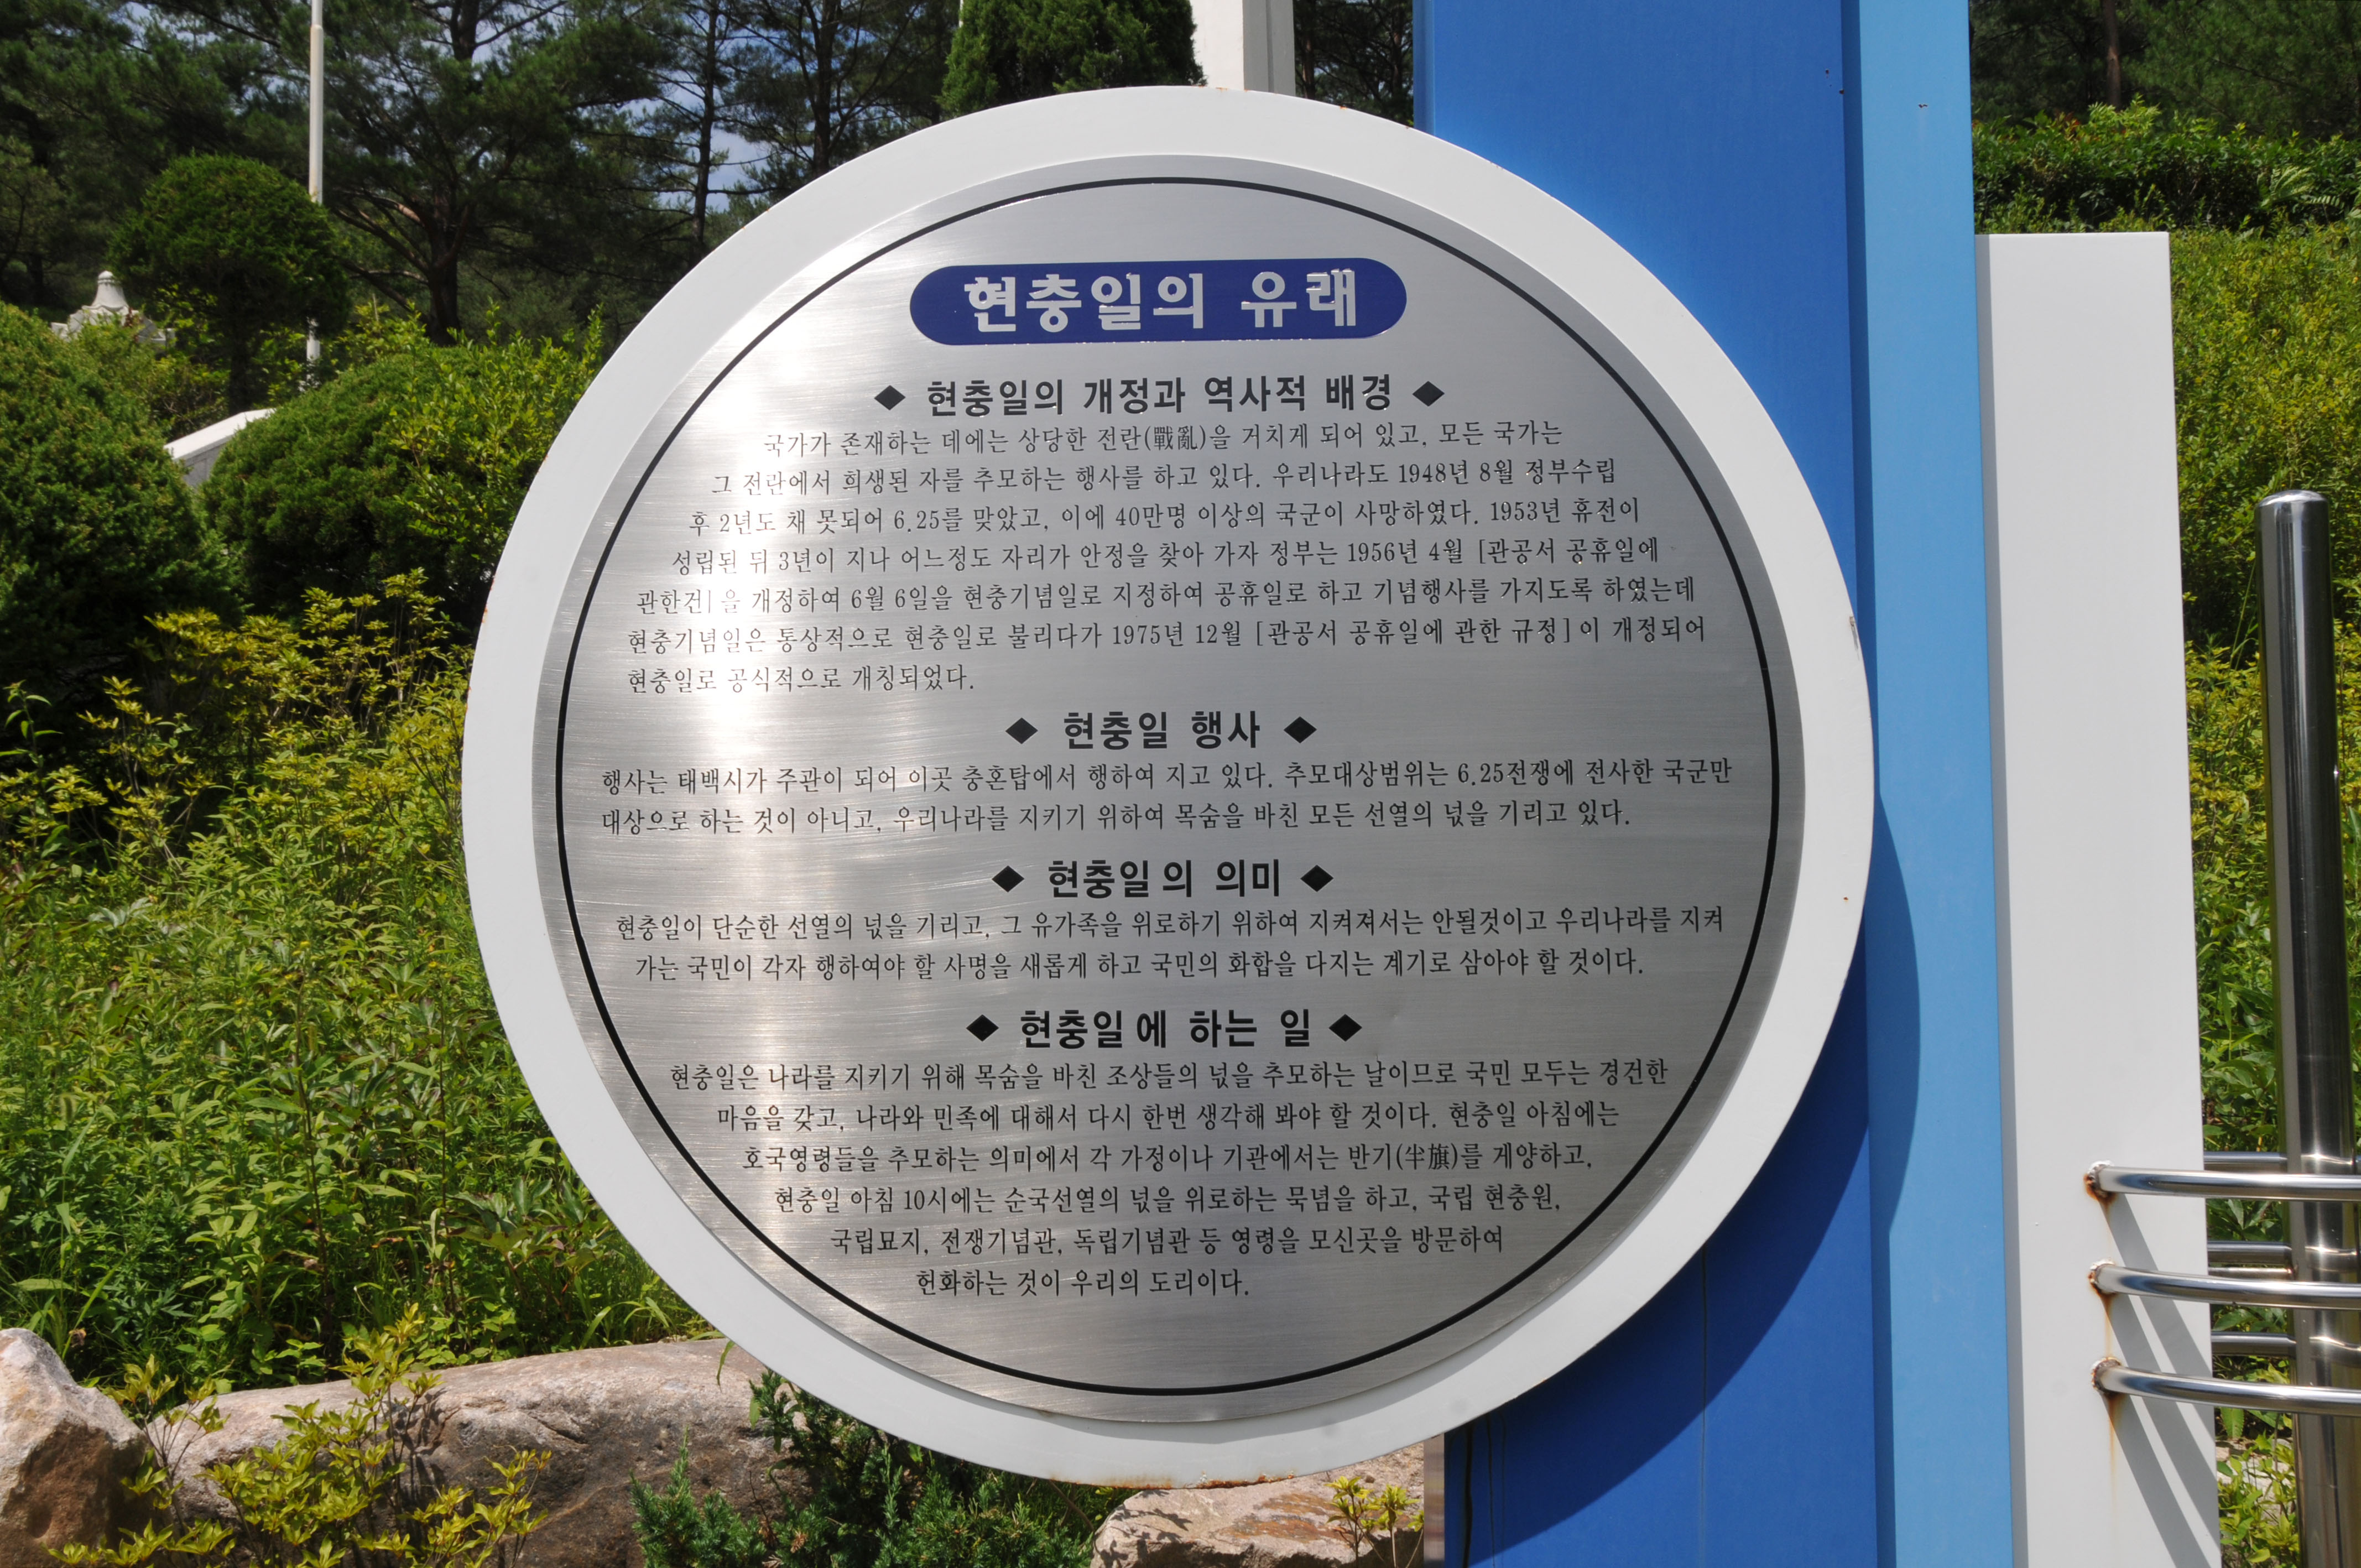 현충일의 유래
◆ 현충일의 개정과 역사적 배경 ◆
국가가 존재하는 데에는 상당한 전란(戰亂)을 거치게 되어 있고, 모든 국가는
그 전란에서 희생된 자를 추모하는 행사를 하고 있다. 우리나라도 1948년 8월 정부수립
후 2년도 채 못되어 6.25를 맞았고, 이에 40만명 이상의 국군이 사망하였다. 1953년 휴전이
성립된 뒤 3년이 지나 어느정도 자리가 안정을 찾아 가자 정부는 1956년 4월 [관공서 공휴일에
관한건]을 개정하여 6월 6일을 현충기념일로 지정하여 공휴일로 하고 기념행사를 가지도록 하였는데
현충기념일은 통상적으로 현충일로 불리다가 1975년 12월 [관공서 공휴일에 관한 규정]이 개정되어
현충일로 공식적으로 개칭되었다.
◆ 현충일 행사 ◆
행사는 태백시가 주관이 되어 이곳 충혼탑에서 행하여 지고 있다. 추모대상범위는 6.25전쟁에 전사한 국군만
대상으로 하는 것이 아니고, 우리나라를 지키기 위하여 목숨을 바친 모든 선열의 넋을 기리고 있다.
◆ 현충일의 의미 ◆
현충일이 단순한 선열의 넋을 기리고, 그 유가족을 위로하기 위하여 지켜져서는 안될것이고 우리나라를 지켜
가는 국민이 각자 행하여야 할 사명을 새롭게 하고 국민의 화합을 다지는 계기로 삼아야 할 것이다.
◆ 현충일에 하는 일 ◆
현충일은 나라를 지키기 위해 목숨을 바친 조상들의 넋을 추모하는 날이므로 국민 모두는 경건한
마음을 갖고, 나라와 민족에 대해서 다시 한번 생각해 봐야 할 것이다. 현충일 아침에는
호국영령들을 추모하는 의미에서 각 가정이나 기관에서는 반기(半旗)를 게양하고,
현충일 아침 10시에는 순국선열의 넋을 위로하는 묵념을 하고, 국립 현충원,
국립묘지, 전쟁기념관, 독립기념관 등 영령을 모신곳을 방문하여
헌화하는 것이 우리의 도리이다.